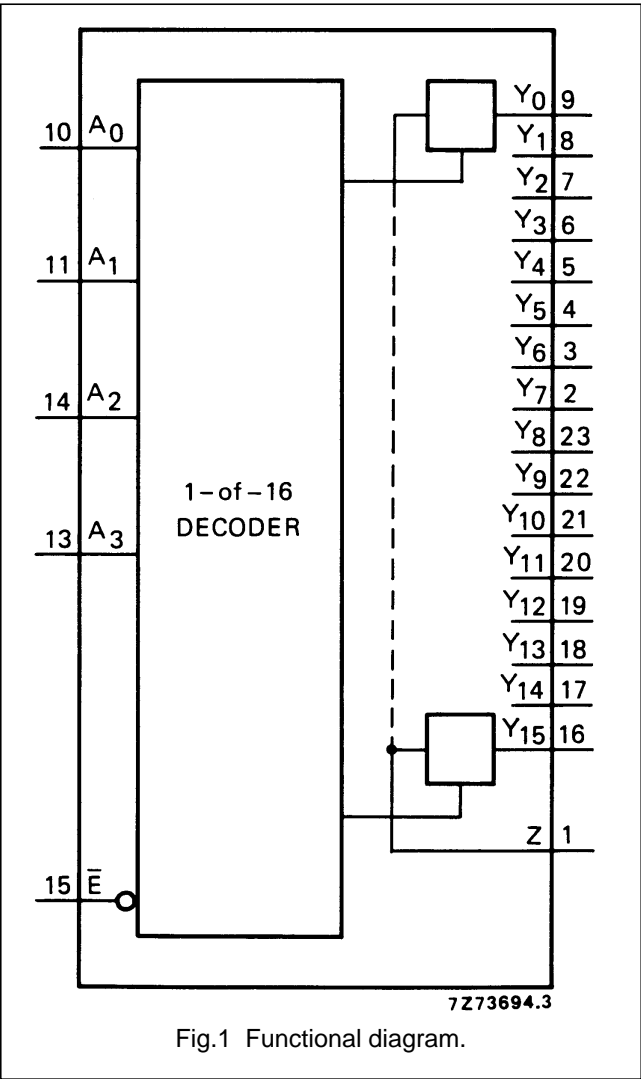 10 A0
11 A1
14 A2
13 A3
15 E̅
1-of-16
DECODER
Y0 9
Y1 8
Y2 7
Y3 6
Y4 5
Y5 4
Y6 3
Y7 2
Y8 23
Y9 22
Y10 21
Y11 20
Y12 19
Y13 18
Y14 17
Y15 16
Z 1
7Z73694.3
Fig.1 Functional diagram.